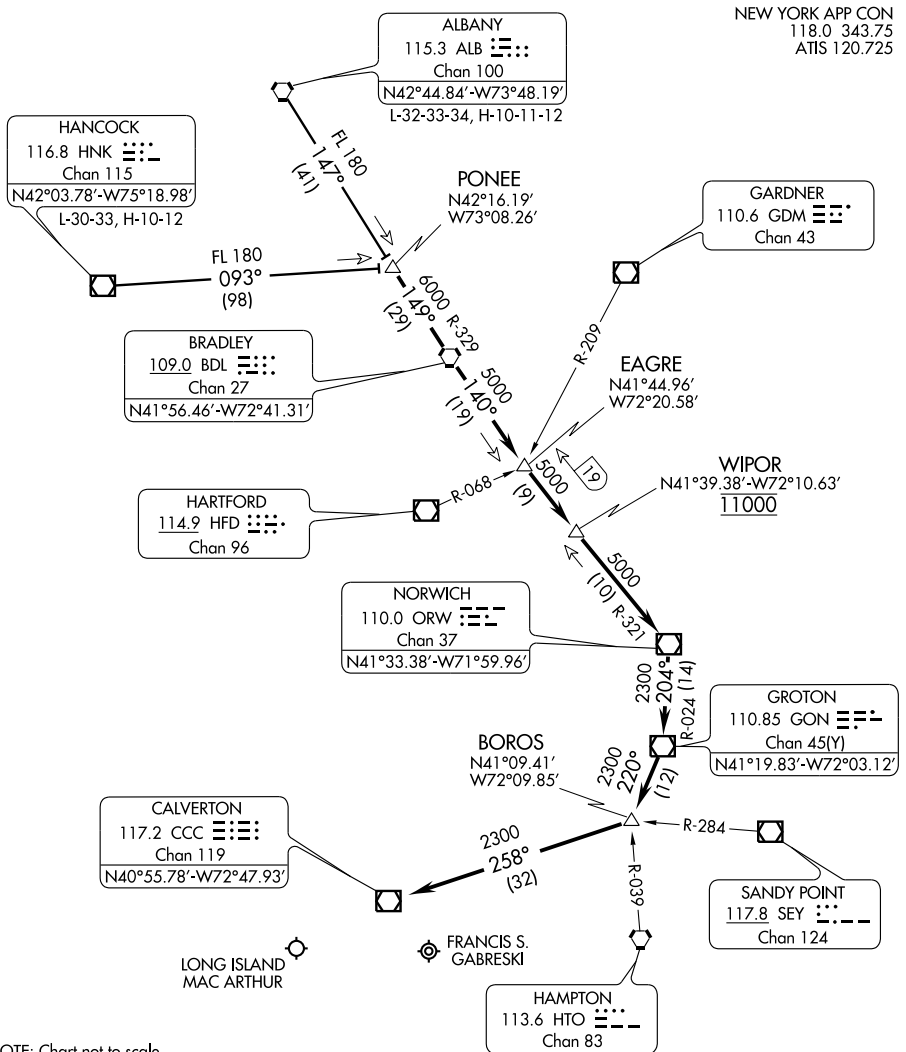 NEW YORK APP CON
118.0 343.75
ATIS 120.725
ALBANY
115.3 ALB
Chan 100
N42°44.84'-W73°48.19'
L-32-33-34, H-10-11-12
HANCOCK
116.8 HNK
Chan 115
N42°03.78'-W75°18.98'
L-30-33, H-10-12
FL 180
147°
(41)
PONEE
N42°16.19'
W73°08.26'
GARDNER
110.6 GDM
Chan 43
FL 180
093°
(98)
6000
149°
(29)
R-329
R-209
BRADLEY
109.0 BDL
Chan 27
N41°56.46'-W72°41.31'
5000
140°
(19)
EAGRE
N41°44.96'
W72°20.58'
19
5000
(9)
WIPOR
N41°39.38'-W72°10.63'
11000
HARTFORD
114.9 HFD
Chan 96
R-068
5000
(10)
R-321
NORWICH
110.0 ORW
Chan 37
N41°33.38'-W71°59.96'
2300
204°
(14)
R-024
GROTON
110.85 GON
Chan 45(Y)
N41°19.83'-W72°03.12'
BOROS
N41°09.41'
W72°09.85'
2300
220°
(12)
CALVERTON
117.2 CCC
Chan 119
N40°55.78'-W72°47.93'
2300
258°
(32)
R-284
R-039
SANDY POINT
117.8 SEY
Chan 124
LONG ISLAND
MAC ARTHUR
FRANCIS S.
GABRESKI
HAMPTON
113.6 HTO
Chan 83
OTE: Chart not to scale